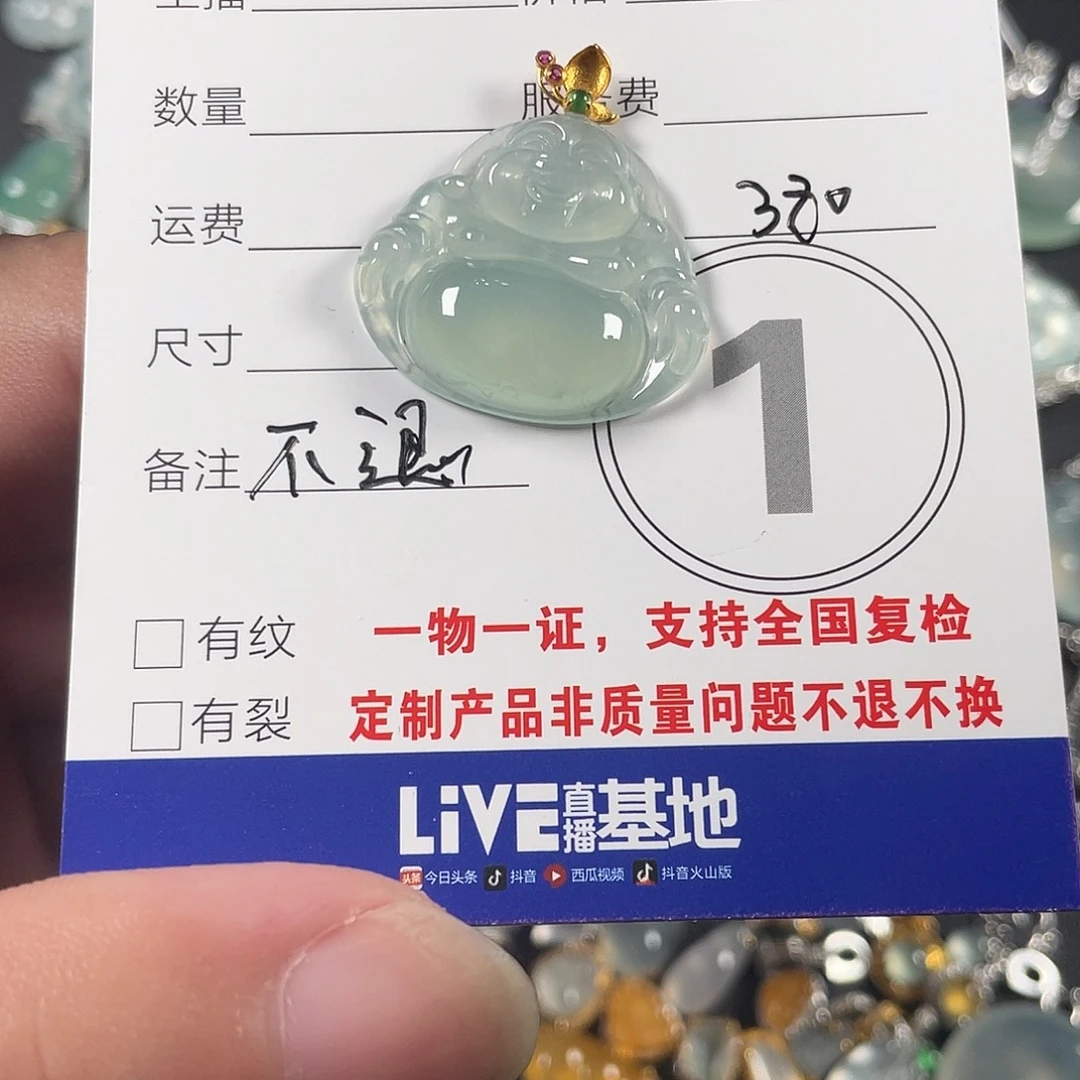 数量
费
运费
尺寸
1
备注 不退
有纹
一物一证，支持全国复检
有裂
定制产品非质量问题不退不换
LiVE直播基地
头条 今日头条 抖音 西瓜视频 抖音火山版